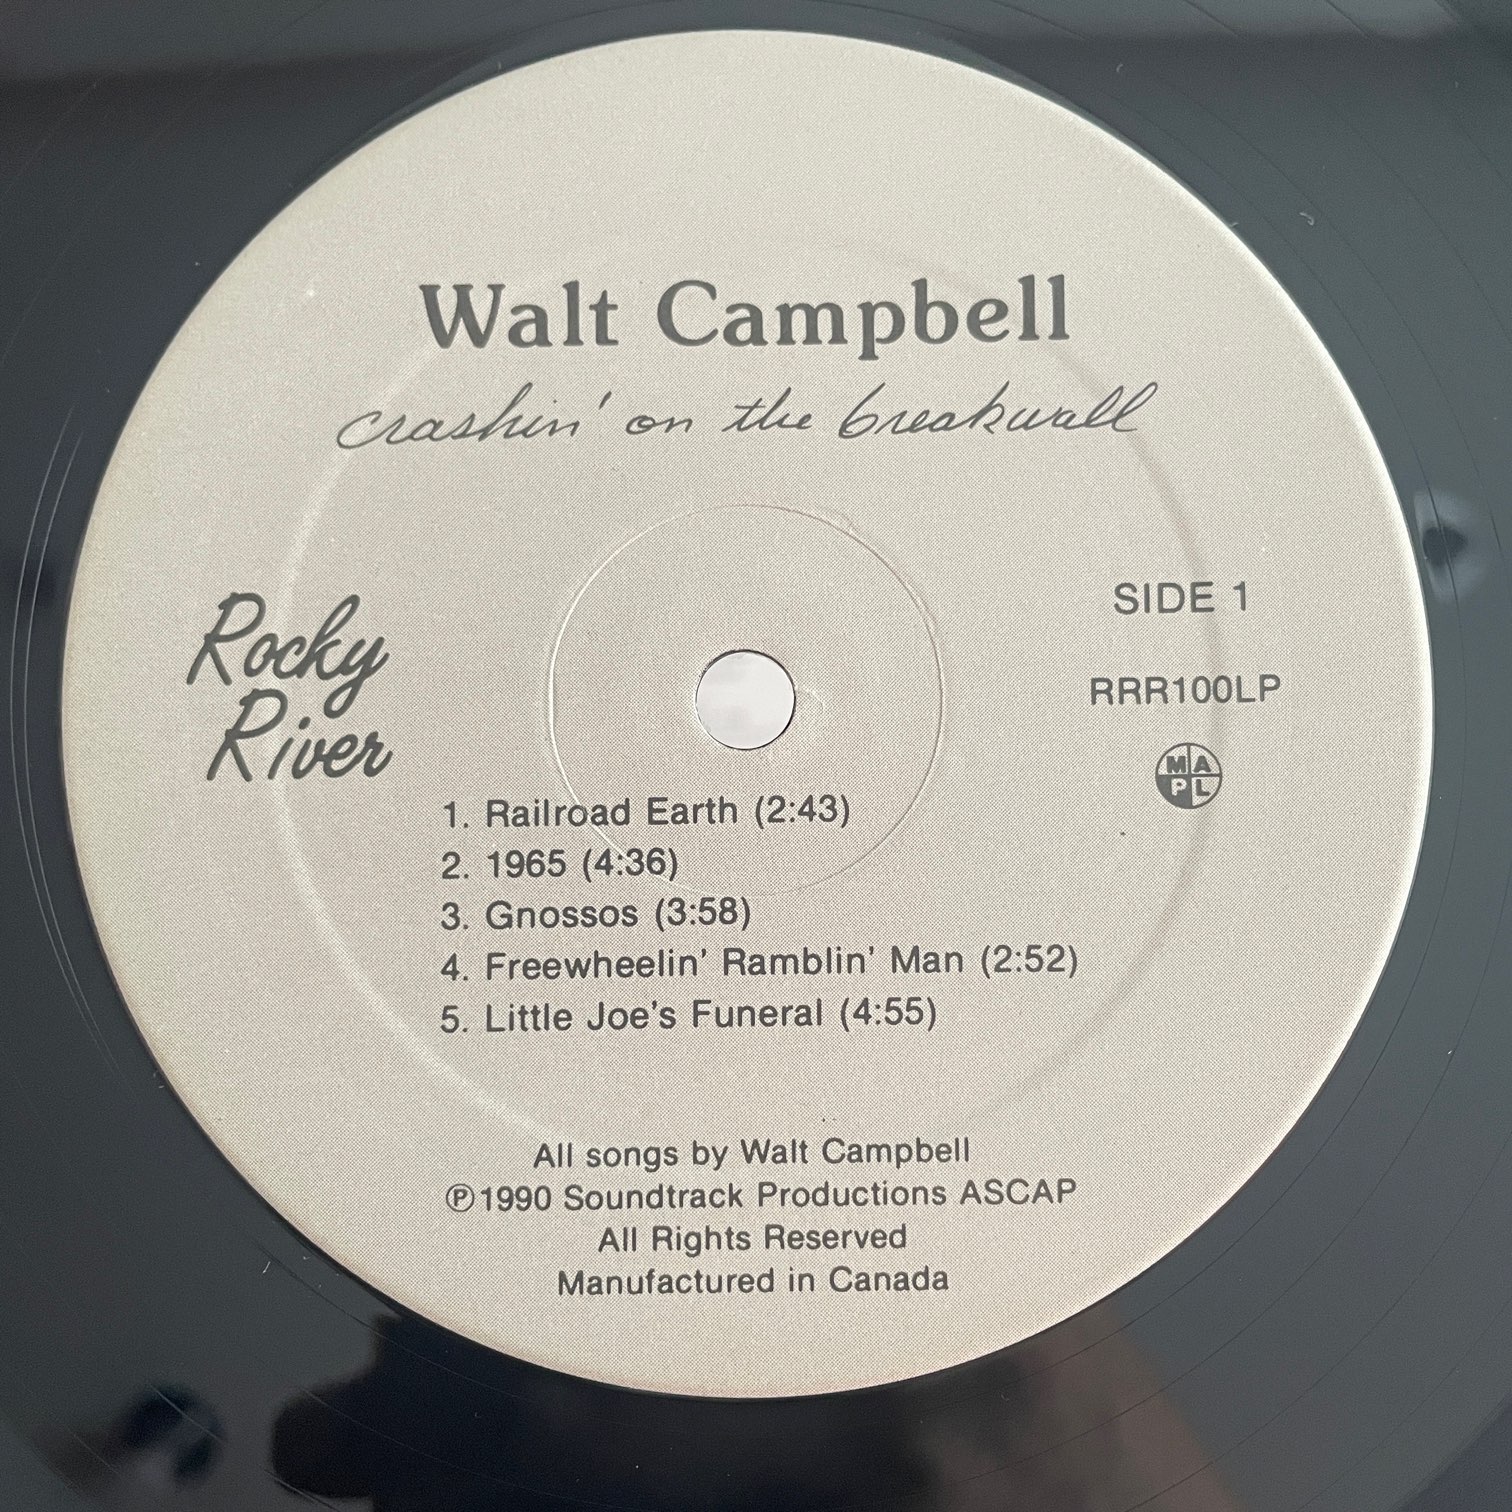 Walt Campbell
crashin' on the breakwall
Rocky
River
SIDE 1
RRR100LP
MA
PL
1. Railroad Earth (2:43)
2. 1965 (4:36)
3. Gnossos (3:58)
4. Freewheelin' Ramblin' Man (2:52)
5. Little Joe's Funeral (4:55)
All songs by Walt Campbell
℗1990 Soundtrack Productions ASCAP
All Rights Reserved
Manufactured in Canada